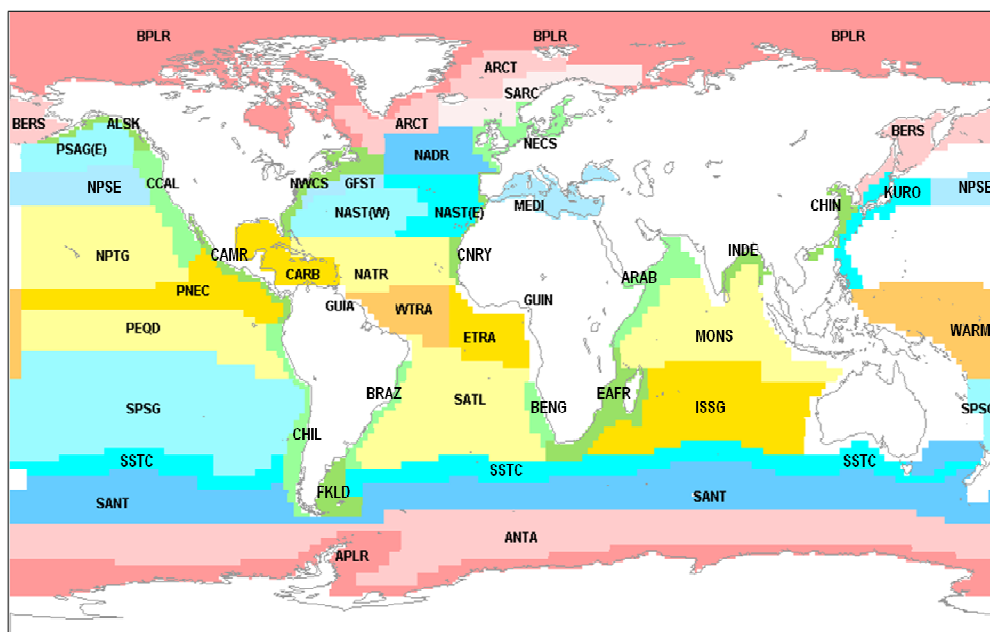 BPLR
BPLR
BPLR
ARCT
SARC
BERS
ALSK
ARCT
BERS
PSAG(E)
NECS
NADR
NPSE
CCAL
NWCS
GFST
KURO
NPSE
MEDI
CHIN
NAST(W)
NAST(E)
NPTG
CAMR
CNRY
INDE
CARB
NATR
ARAB
PNEC
GUIA
GUIN
WTRA
PEQD
WARM
ETRA
MONS
BRAZ
SATL
BENG
EAFR
ISSG
SPSG
SPSG
CHIL
SSTC
SSTC
SSTC
FKLD
SANT
SANT
ANTA
APLR